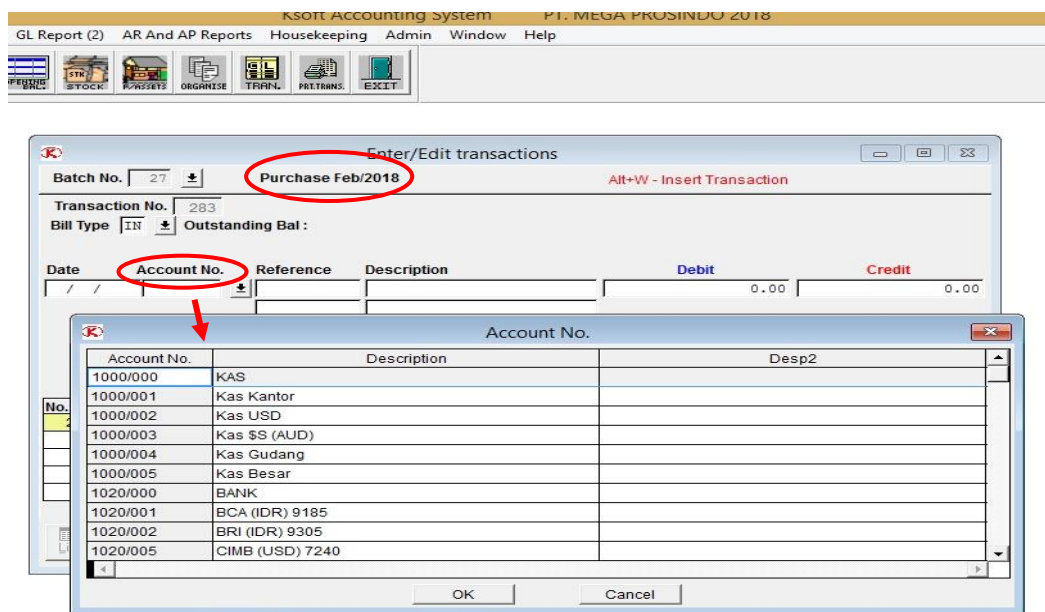 Ksoft Accounting System PT. MEGA PROSINDO 2018
GL Report (2) AR And AP Reports Housekeeping Admin Window Help
STK
STOCK F/ASSETS ORGANISE TRAN. PRT.TRANS. EXIT
Enter/Edit transactions
Batch No. 27 Purchase Feb/2018 Alt+W - Insert Transaction
Transaction No. 283
Bill Type IN Outstanding Bal :
Date Account No. Reference Description Debit Credit
/ / 0.00 0.00
Account No.
Account No. Description Desp2
1000/000 KAS
1000/001 Kas Kantor
No.
1000/002 Kas USD
1000/003 Kas $S (AUD)
1000/004 Kas Gudang
1000/005 Kas Besar
1020/000 BANK
1020/001 BCA (IDR) 9185
1020/002 BRI (IDR) 9305
1020/005 CIMB (USD) 7240
OK Cancel